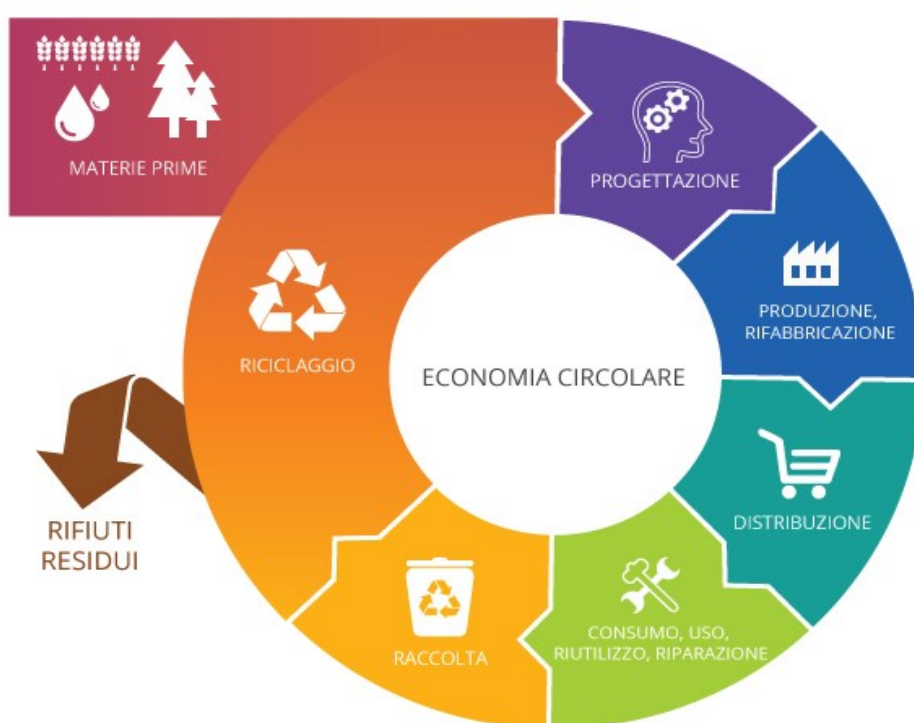 MATERIE PRIME
PROGETTAZIONE
PRODUZIONE,
RIFABBRICAZIONE
DISTRIBUZIONE
CONSUMO, USO,
RIUTILIZZO, RIPARAZIONE
RACCOLTA
RICICLAGGIO
RIFIUTI
RESIDUI
ECONOMIA CIRCOLARE